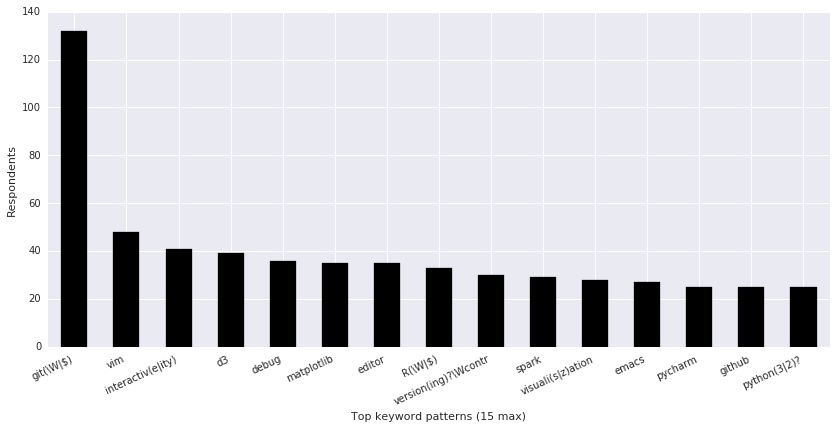 140
120
100
80
60
40
20
0
Respondents
git(\W|$)
vim
interactiv(e|ity)
d3
debug
matplotlib
editor
R(\W|$)
version(ing)?\Wcontr
spark
visuali(s|z)ation
emacs
pycharm
github
python(3|2)?
Top keyword patterns (15 max)